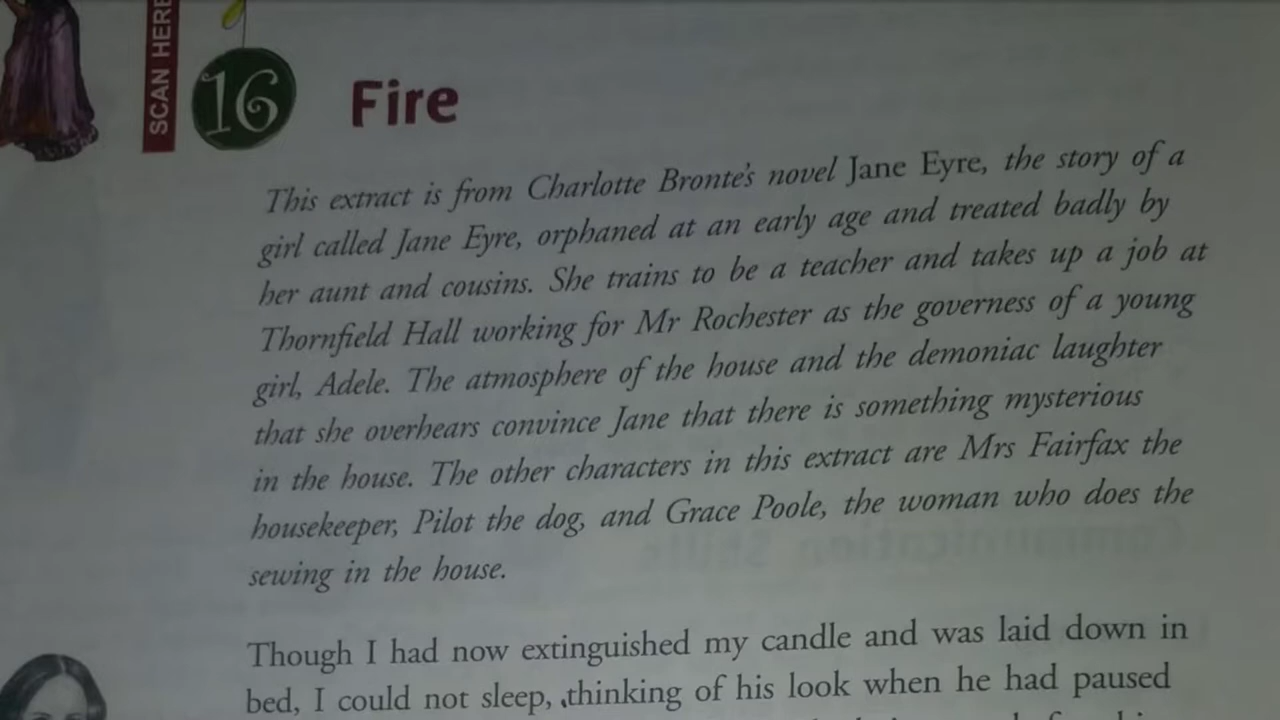 SCAN HERE
16 Fire
This extract is from Charlotte Bronte's novel Jane Eyre, the story of a
girl called Jane Eyre, orphaned at an early age and treated badly by
her aunt and cousins. She trains to be a teacher and takes up a job at
Thornfield Hall working for Mr Rochester as the governess of a young
girl, Adele. The atmosphere of the house and the demoniac laughter
that she overhears convince Jane that there is something mysterious
in the house. The other characters in this extract are Mrs Fairfax the
housekeeper, Pilot the dog, and Grace Poole, the woman who does the
sewing in the house.
Though I had now extinguished my candle and was laid down in
bed, I could not sleep, thinking of his look when he had paused